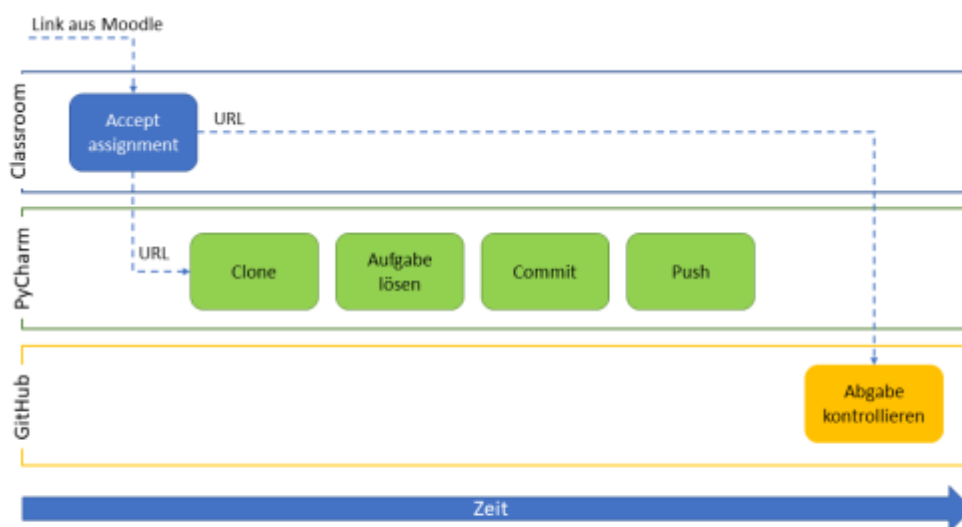 Link aus Moodle
Classroom
Accept
assignment
URL
PyCharm
URL
Clone
Aufgabe
lösen
Commit
Push
GitHub
Abgabe
kontrollieren
Zeit